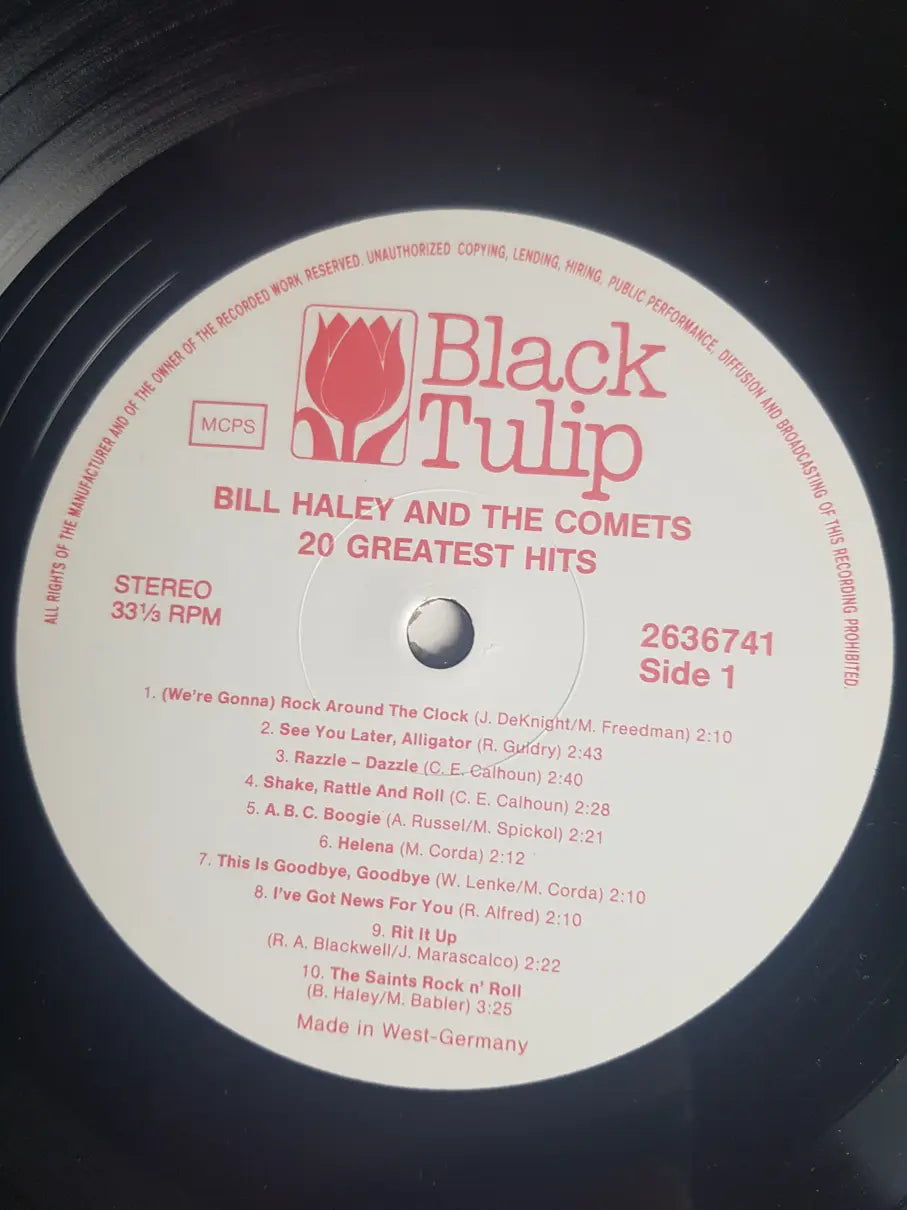 ALL RIGHTS OF THE MANUFACTURER AND OF THE OWNER OF THE RECORDED WORK RESERVED. UNAUTHORIZED COPYING, LENDING, HIRING, PUBLIC PERFORMANCE, DIFFUSION AND BROADCASTING OF THIS RECORDING PROHIBITED.
Black
Tulip
MCPS
BILL HALEY AND THE COMETS
20 GREATEST HITS
STEREO
33⅓ RPM
2636741
Side 1
1. (We're Gonna) Rock Around The Clock (J. DeKnight/M. Freedman) 2:10
2. See You Later, Alligator (R. Guidry) 2:43
3. Razzle – Dazzle (C. E. Calhoun) 2:40
4. Shake, Rattle And Roll (C. E. Calhoun) 2:28
5. A. B. C. Boogie (A. Russel/M. Spickol) 2:21
6. Helena (M. Corda) 2:12
7. This Is Goodbye, Goodbye (W. Lenke/M. Corda) 2:10
8. I've Got News For You (R. Alfred) 2:10
9. Rit It Up
(R. A. Blackwell/J. Marascalco) 2:22
10. The Saints Rock n' Roll
(B. Haley/M. Babler) 3:25
Made in West-Germany